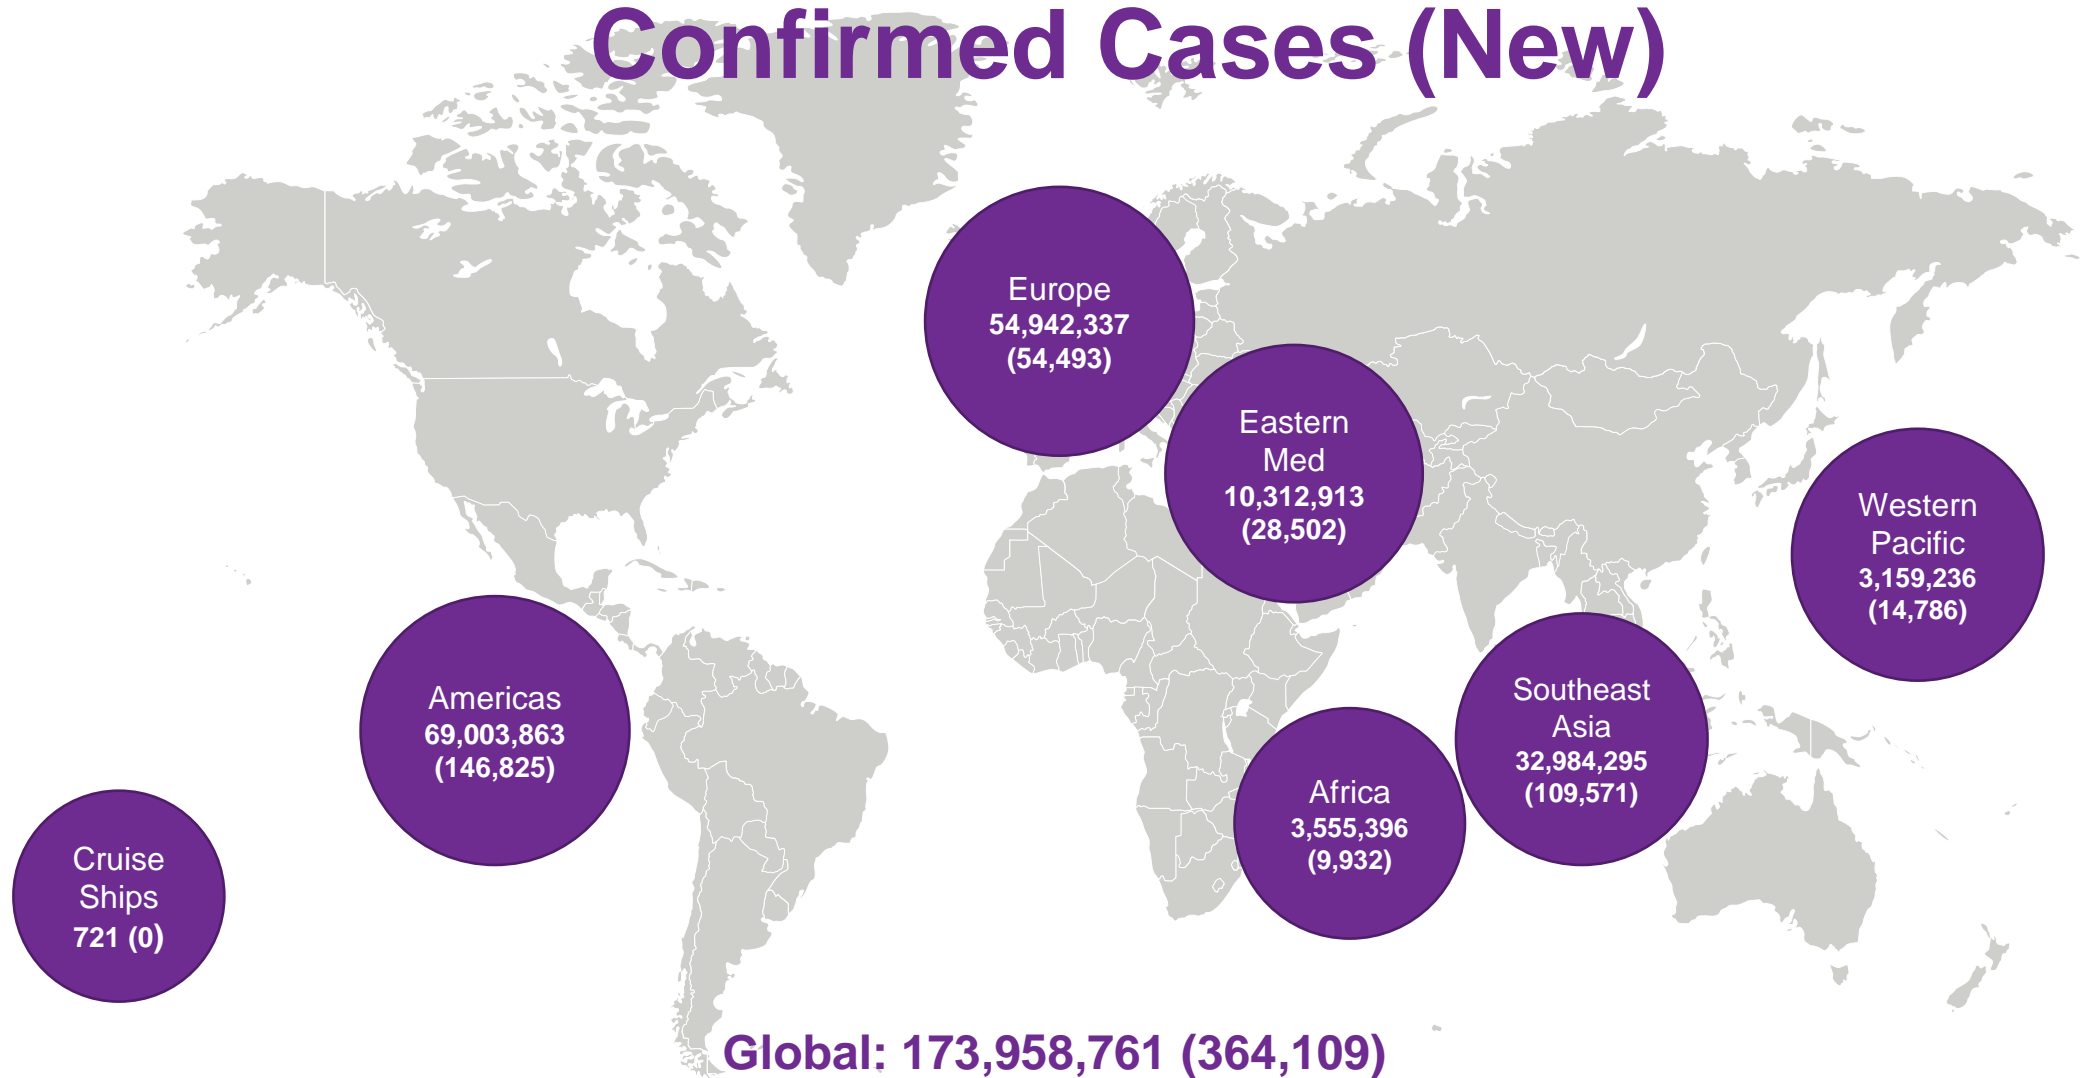 Confirmed Cases (New)
Europe
54,942,337
(54,493)
Eastern
Med
10,312,913
(28,502)
Western
Pacific
3,159,236
(14,786)
Americas
69,003,863
(146,825)
Southeast
Asia
32,984,295
(109,571)
Africa
3,555,396
(9,932)
Cruise
Ships
721 (0)
Global: 173,958,761 (364,109)